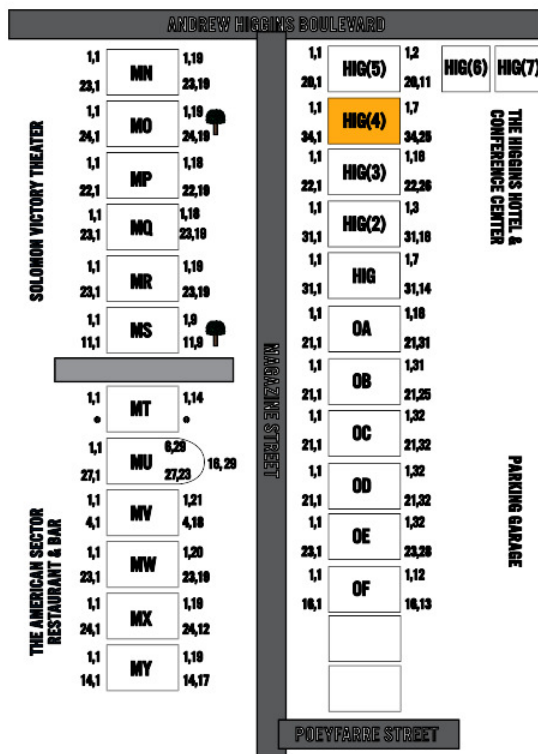 ANDREW HIGGINS BOULEVARD
SOLOMON VICTORY THEATER
1,1 MN 1,19
23,1 23,19
1,1 MO 1,19
24,1 24,19
1,1 MP 1,18
22,1 22,19
1,1 MQ 1,18
23,1 23,19
1,1 MR 1,19
23,1 23,19
1,1 MS 1,9
11,1 11,9
THE AMERICAN SECTOR
RESTAURANT & BAR
1,1 MT 1,14
1,1 MU 6,29
27,1 27,23 16,29
1,1 MV 1,21
4,1 4,18
1,1 MW 1,20
23,1 23,19
1,1 MX 1,19
24,1 24,12
1,1 MY 1,19
14,1 14,17
MAGAZINE STREET
1,1 HIG(5) 1,2
20,1 20,11
HIG(6) HIG(7)
1,1 HIG(4) 1,7
34,1 34,25
1,1 HIG(3) 1,18
22,1 22,26
1,1 HIG(2) 1,3
31,1 31,18
1,1 HIG 1,7
31,1 31,14
1,1 OA 1,18
21,1 21,31
1,1 OB 1,31
21,1 21,25
1,1 OC 1,32
21,1 21,32
1,1 OD 1,32
21,1 21,32
1,1 OE 1,32
23,1 23,28
1,1 OF 1,12
16,1 16,13
THE HIGGINS HOTEL &
CONFERENCE CENTER
PARKING GARAGE
POEYFARRE STREET